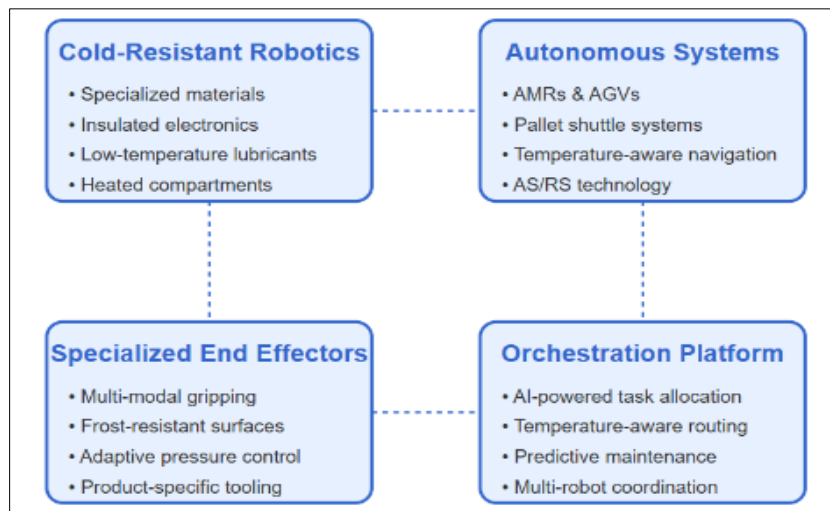 Cold-Resistant Robotics
• Specialized materials
• Insulated electronics
• Low-temperature lubricants
• Heated compartments
Autonomous Systems
• AMRs & AGVs
• Pallet shuttle systems
• Temperature-aware navigation
• AS/RS technology
Specialized End Effectors
• Multi-modal gripping
• Frost-resistant surfaces
• Adaptive pressure control
• Product-specific tooling
Orchestration Platform
• AI-powered task allocation
• Temperature-aware routing
• Predictive maintenance
• Multi-robot coordination